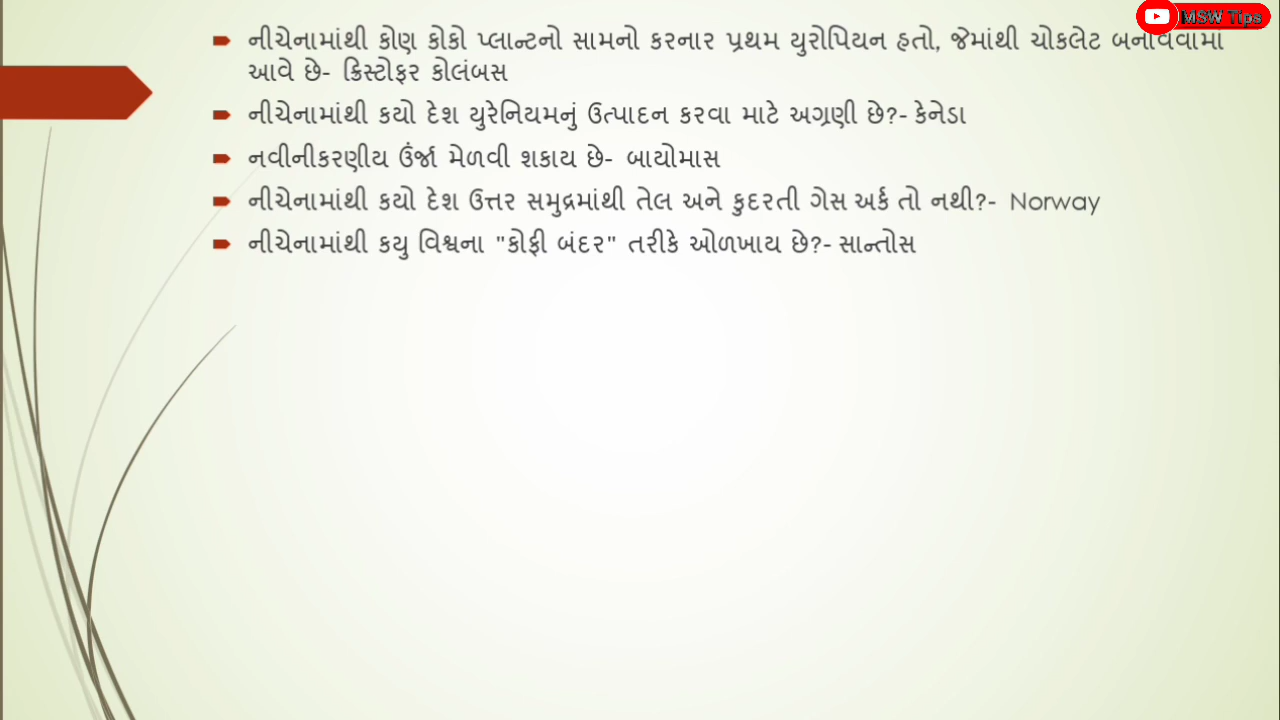 MSW Tips
નીચેનામાંથી કોણ કોકો પ્લાન્ટનો સામનો કરનાર પ્રથમ યુરોપિયન હતો, જેમાંથી ચોકલેટ બનાવવામાં
આવે છે- ક્રિસ્ટોફર કોલંબસ
નીચેનામાંથી કયો દેશ યુરેનિયમનું ઉત્પાદન કરવા માટે અગ્રણી છે?- કેનેડા
નવીનીકરણીય ઉંર્જા મેળવી શકાય છે- બાયોમાસ
નીચેનામાંથી કયો દેશ ઉત્તર સમુદ્રમાંથી તેલ અને કુદરતી ગેસ અર્ક તો નથી?- Norway
નીચેનામાંથી કયુ વિશ્વના "કોફી બંદર" તરીકે ઓળખાય છે?- સાન્તોસ